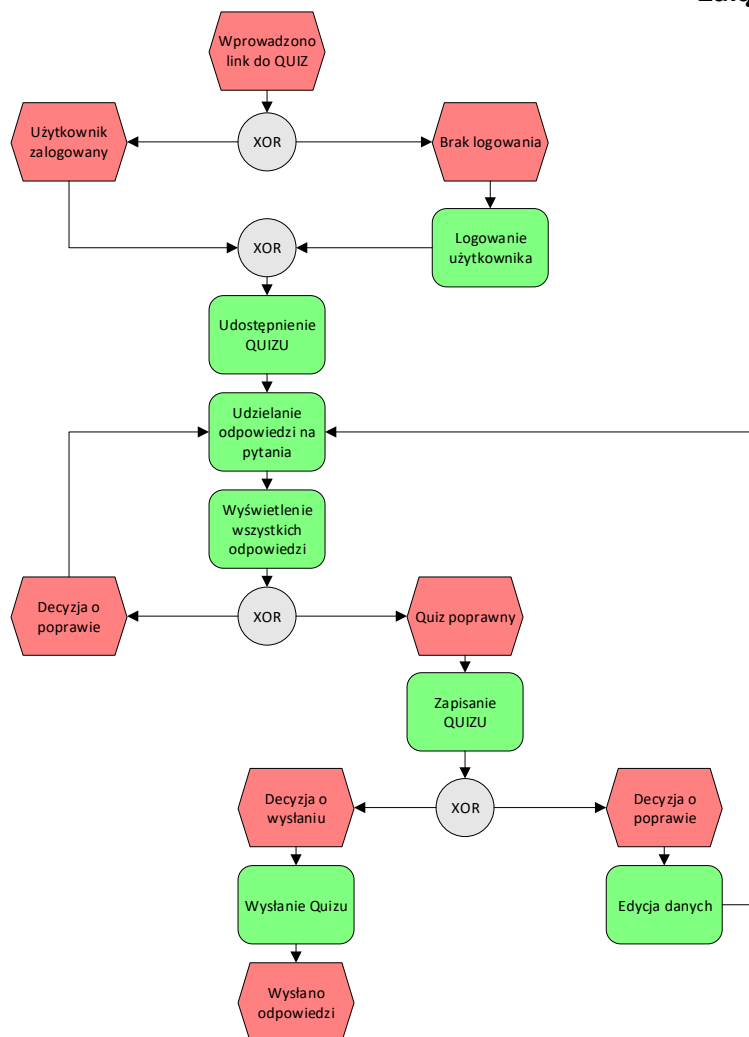 Wprowadzono
link do QUIZ
Użytkownik
zalogowany
XOR
Brak logowania
XOR
Logowanie
użytkownika
Udostępnienie
QUIZU
Udzielanie
odpowiedzi na
pytania
Wyświetlenie
wszystkich
odpowiedzi
Decyzja o
poprawie
XOR
Quiz poprawny
Zapisanie
QUIZU
Decyzja o
wysłaniu
XOR
Decyzja o
poprawie
Wysłanie Quizu
Edycja danych
Wysłano
odpowiedzi